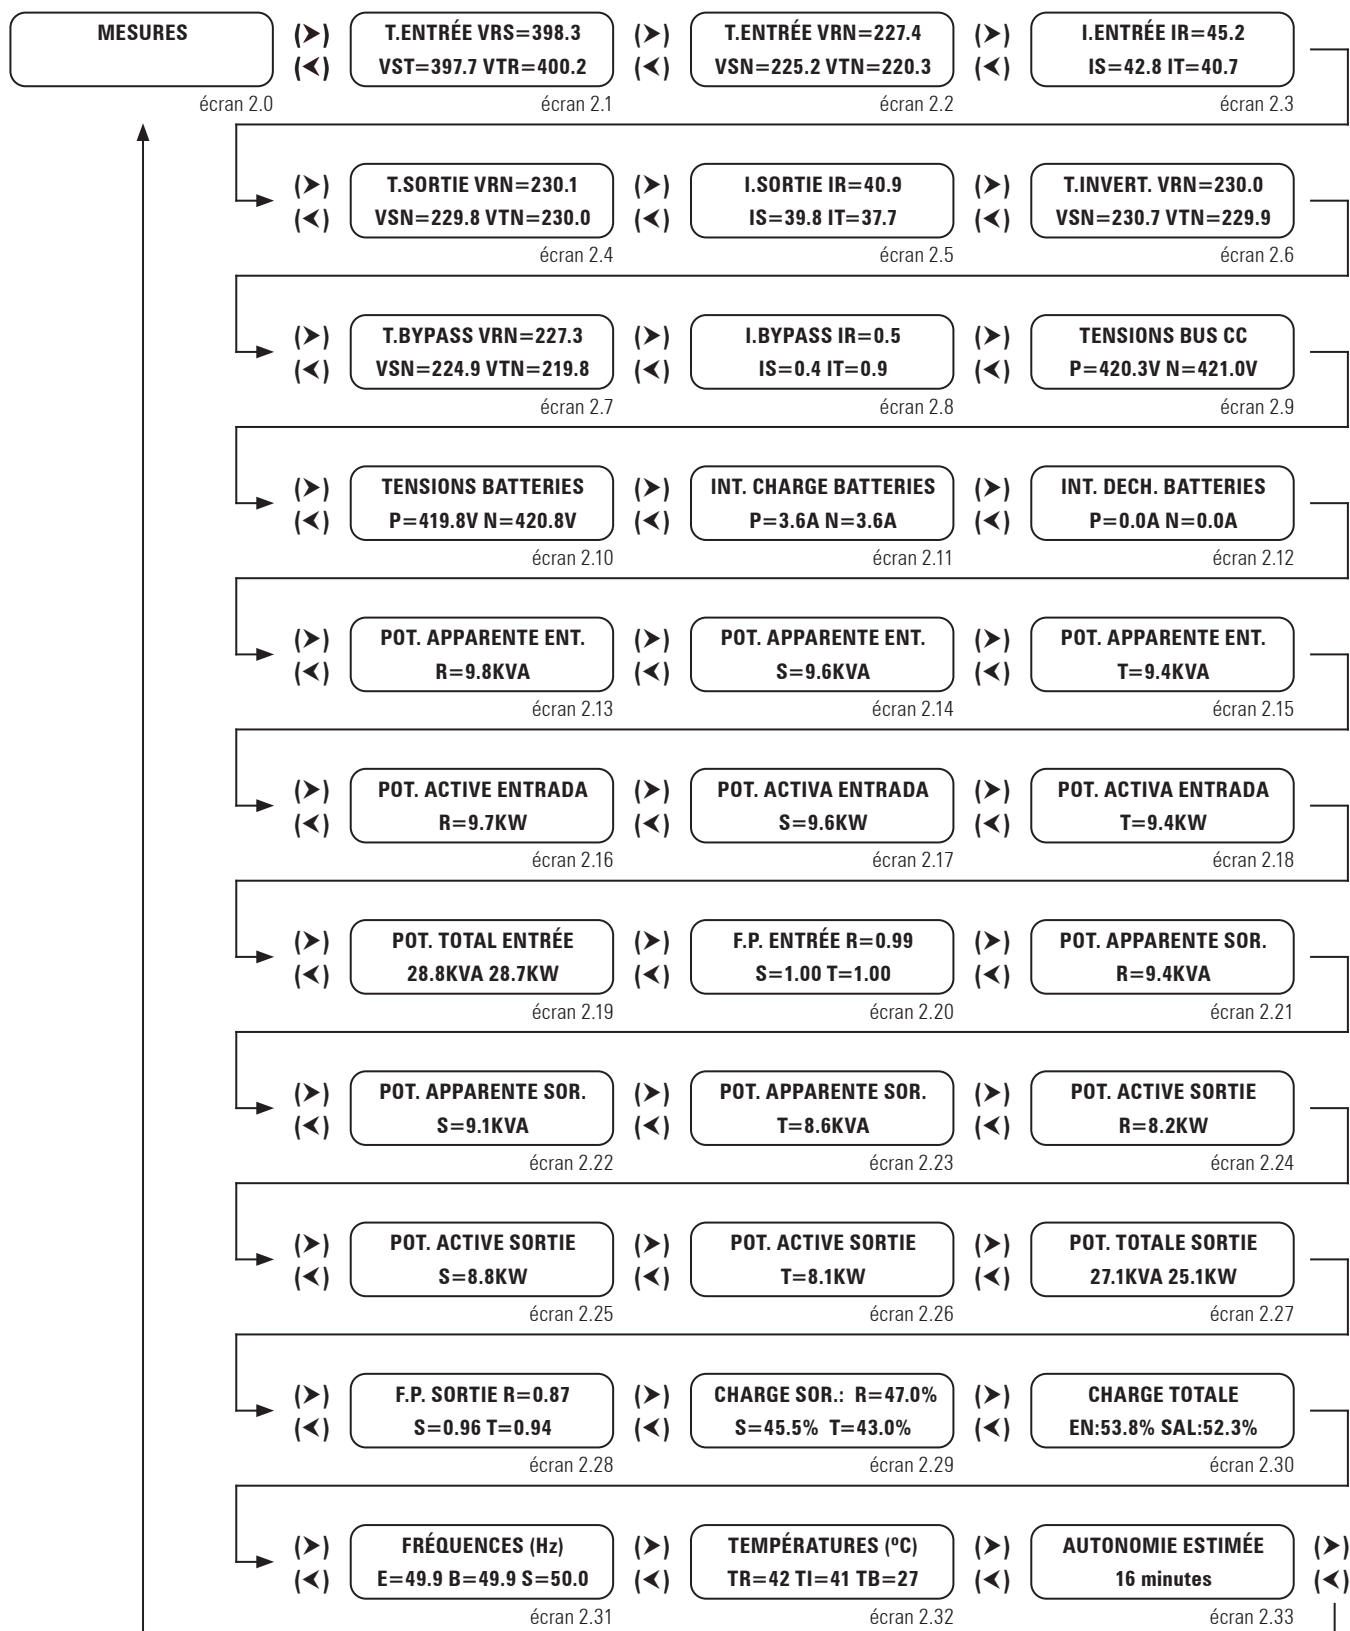 MESURES
écran 2.0
(➤) T.ENTRÉE VRS=398.3 (➤) T.ENTRÉE VRN=227.4 (➤) I.ENTRÉE IR=45.2
(⮜) VST=397.7 VTR=400.2 (⮜) VSN=225.2 VTN=220.3 (⮜) IS=42.8 IT=40.7
écran 2.1 écran 2.2 écran 2.3
(➤) T.SORTIE VRN=230.1 (➤) I.SORTIE IR=40.9 (➤) T.INVERT. VRN=230.0
(⮜) VSN=229.8 VTN=230.0 (⮜) IS=39.8 IT=37.7 (⮜) VSN=230.7 VTN=229.9
écran 2.4 écran 2.5 écran 2.6
(➤) T.BYPASS VRN=227.3 (➤) I.BYPASS IR=0.5 (➤) TENSIONS BUS CC
(⮜) VSN=224.9 VTN=219.8 (⮜) IS=0.4 IT=0.9 (⮜) P=420.3V N=421.0V
écran 2.7 écran 2.8 écran 2.9
(➤) TENSIONS BATTERIES (➤) INT. CHARGE BATTERIES (➤) INT. DECH. BATTERIES
(⮜) P=419.8V N=420.8V (⮜) P=3.6A N=3.6A (⮜) P=0.0A N=0.0A
écran 2.10 écran 2.11 écran 2.12
(➤) POT. APPARENTE ENT. (➤) POT. APPARENTE ENT. (➤) POT. APPARENTE ENT.
(⮜) R=9.8KVA (⮜) S=9.6KVA (⮜) T=9.4KVA
écran 2.13 écran 2.14 écran 2.15
(➤) POT. ACTIVE ENTRADA (➤) POT. ACTIVA ENTRADA (➤) POT. ACTIVA ENTRADA
(⮜) R=9.7KW (⮜) S=9.6KW (⮜) T=9.4KW
écran 2.16 écran 2.17 écran 2.18
(➤) POT. TOTAL ENTRÉE (➤) F.P. ENTRÉE R=0.99 (➤) POT. APPARENTE SOR.
(⮜) 28.8KVA 28.7KW (⮜) S=1.00 T=1.00 (⮜) R=9.4KVA
écran 2.19 écran 2.20 écran 2.21
(➤) POT. APPARENTE SOR. (➤) POT. APPARENTE SOR. (➤) POT. ACTIVE SORTIE
(⮜) S=9.1KVA (⮜) T=8.6KVA (⮜) R=8.2KW
écran 2.22 écran 2.23 écran 2.24
(➤) POT. ACTIVE SORTIE (➤) POT. ACTIVE SORTIE (➤) POT. TOTALE SORTIE
(⮜) S=8.8KW (⮜) T=8.1KW (⮜) 27.1KVA 25.1KW
écran 2.25 écran 2.26 écran 2.27
(➤) F.P. SORTIE R=0.87 (➤) CHARGE SOR.: R=47.0% (➤) CHARGE TOTALE
(⮜) S=0.96 T=0.94 (⮜) S=45.5% T=43.0% (⮜) EN:53.8% SAL:52.3%
écran 2.28 écran 2.29 écran 2.30
(➤) FRÉQUENCES (Hz) (➤) TEMPÉRATURES (ºC) (➤) AUTONOMIE ESTIMÉE (➤)
(⮜) E=49.9 B=49.9 S=50.0 (⮜) TR=42 TI=41 TB=27 (⮜) 16 minutes (⮜)
écran 2.31 écran 2.32 écran 2.33